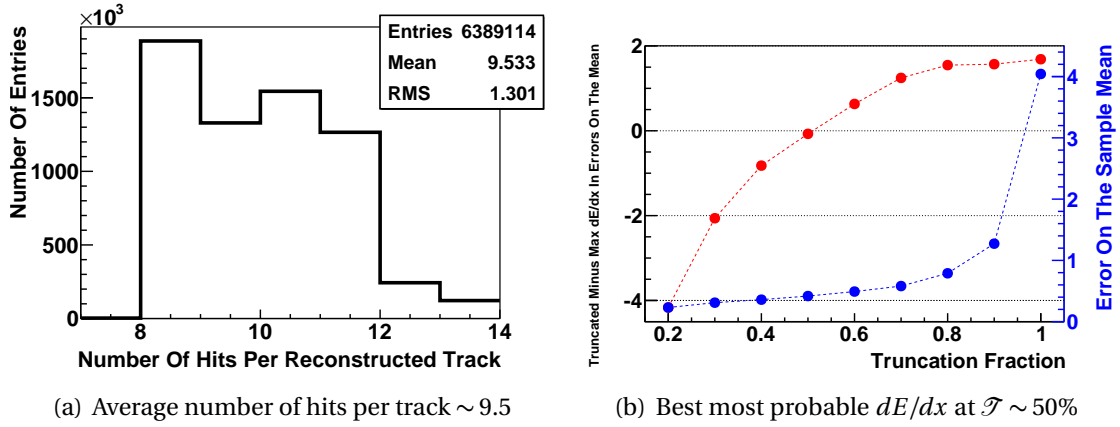 ×10³
Entries 6389114
Mean 9.533
RMS 1.301
Number Of Entries
1500
1000
500
0
8
10
12
14
Number Of Hits Per Reconstructed Track
(a) Average number of hits per track ∼ 9.5
Truncated Minus Max dE/dx In Errors On The Mean
2
0
-2
-4
0.2
0.4
0.6
0.8
1
Truncation Fraction
4
3
2
1
0
Error On The Sample Mean
(b) Best most probable dE/dx at 𝒯 ∼ 50%